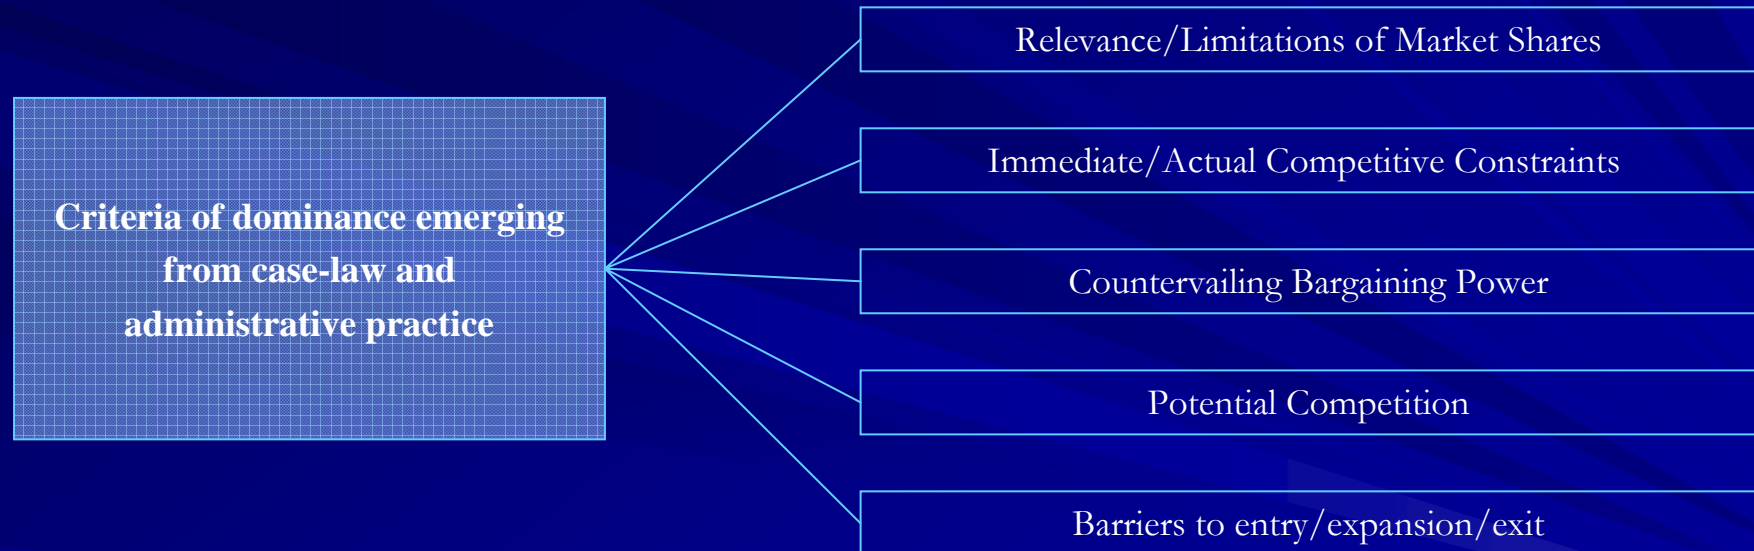 Criteria of dominance emerging
from case-law and
administrative practice
Relevance/Limitations of Market Shares
Immediate/Actual Competitive Constraints
Countervailing Bargaining Power
Potential Competition
Barriers to entry/expansion/exit